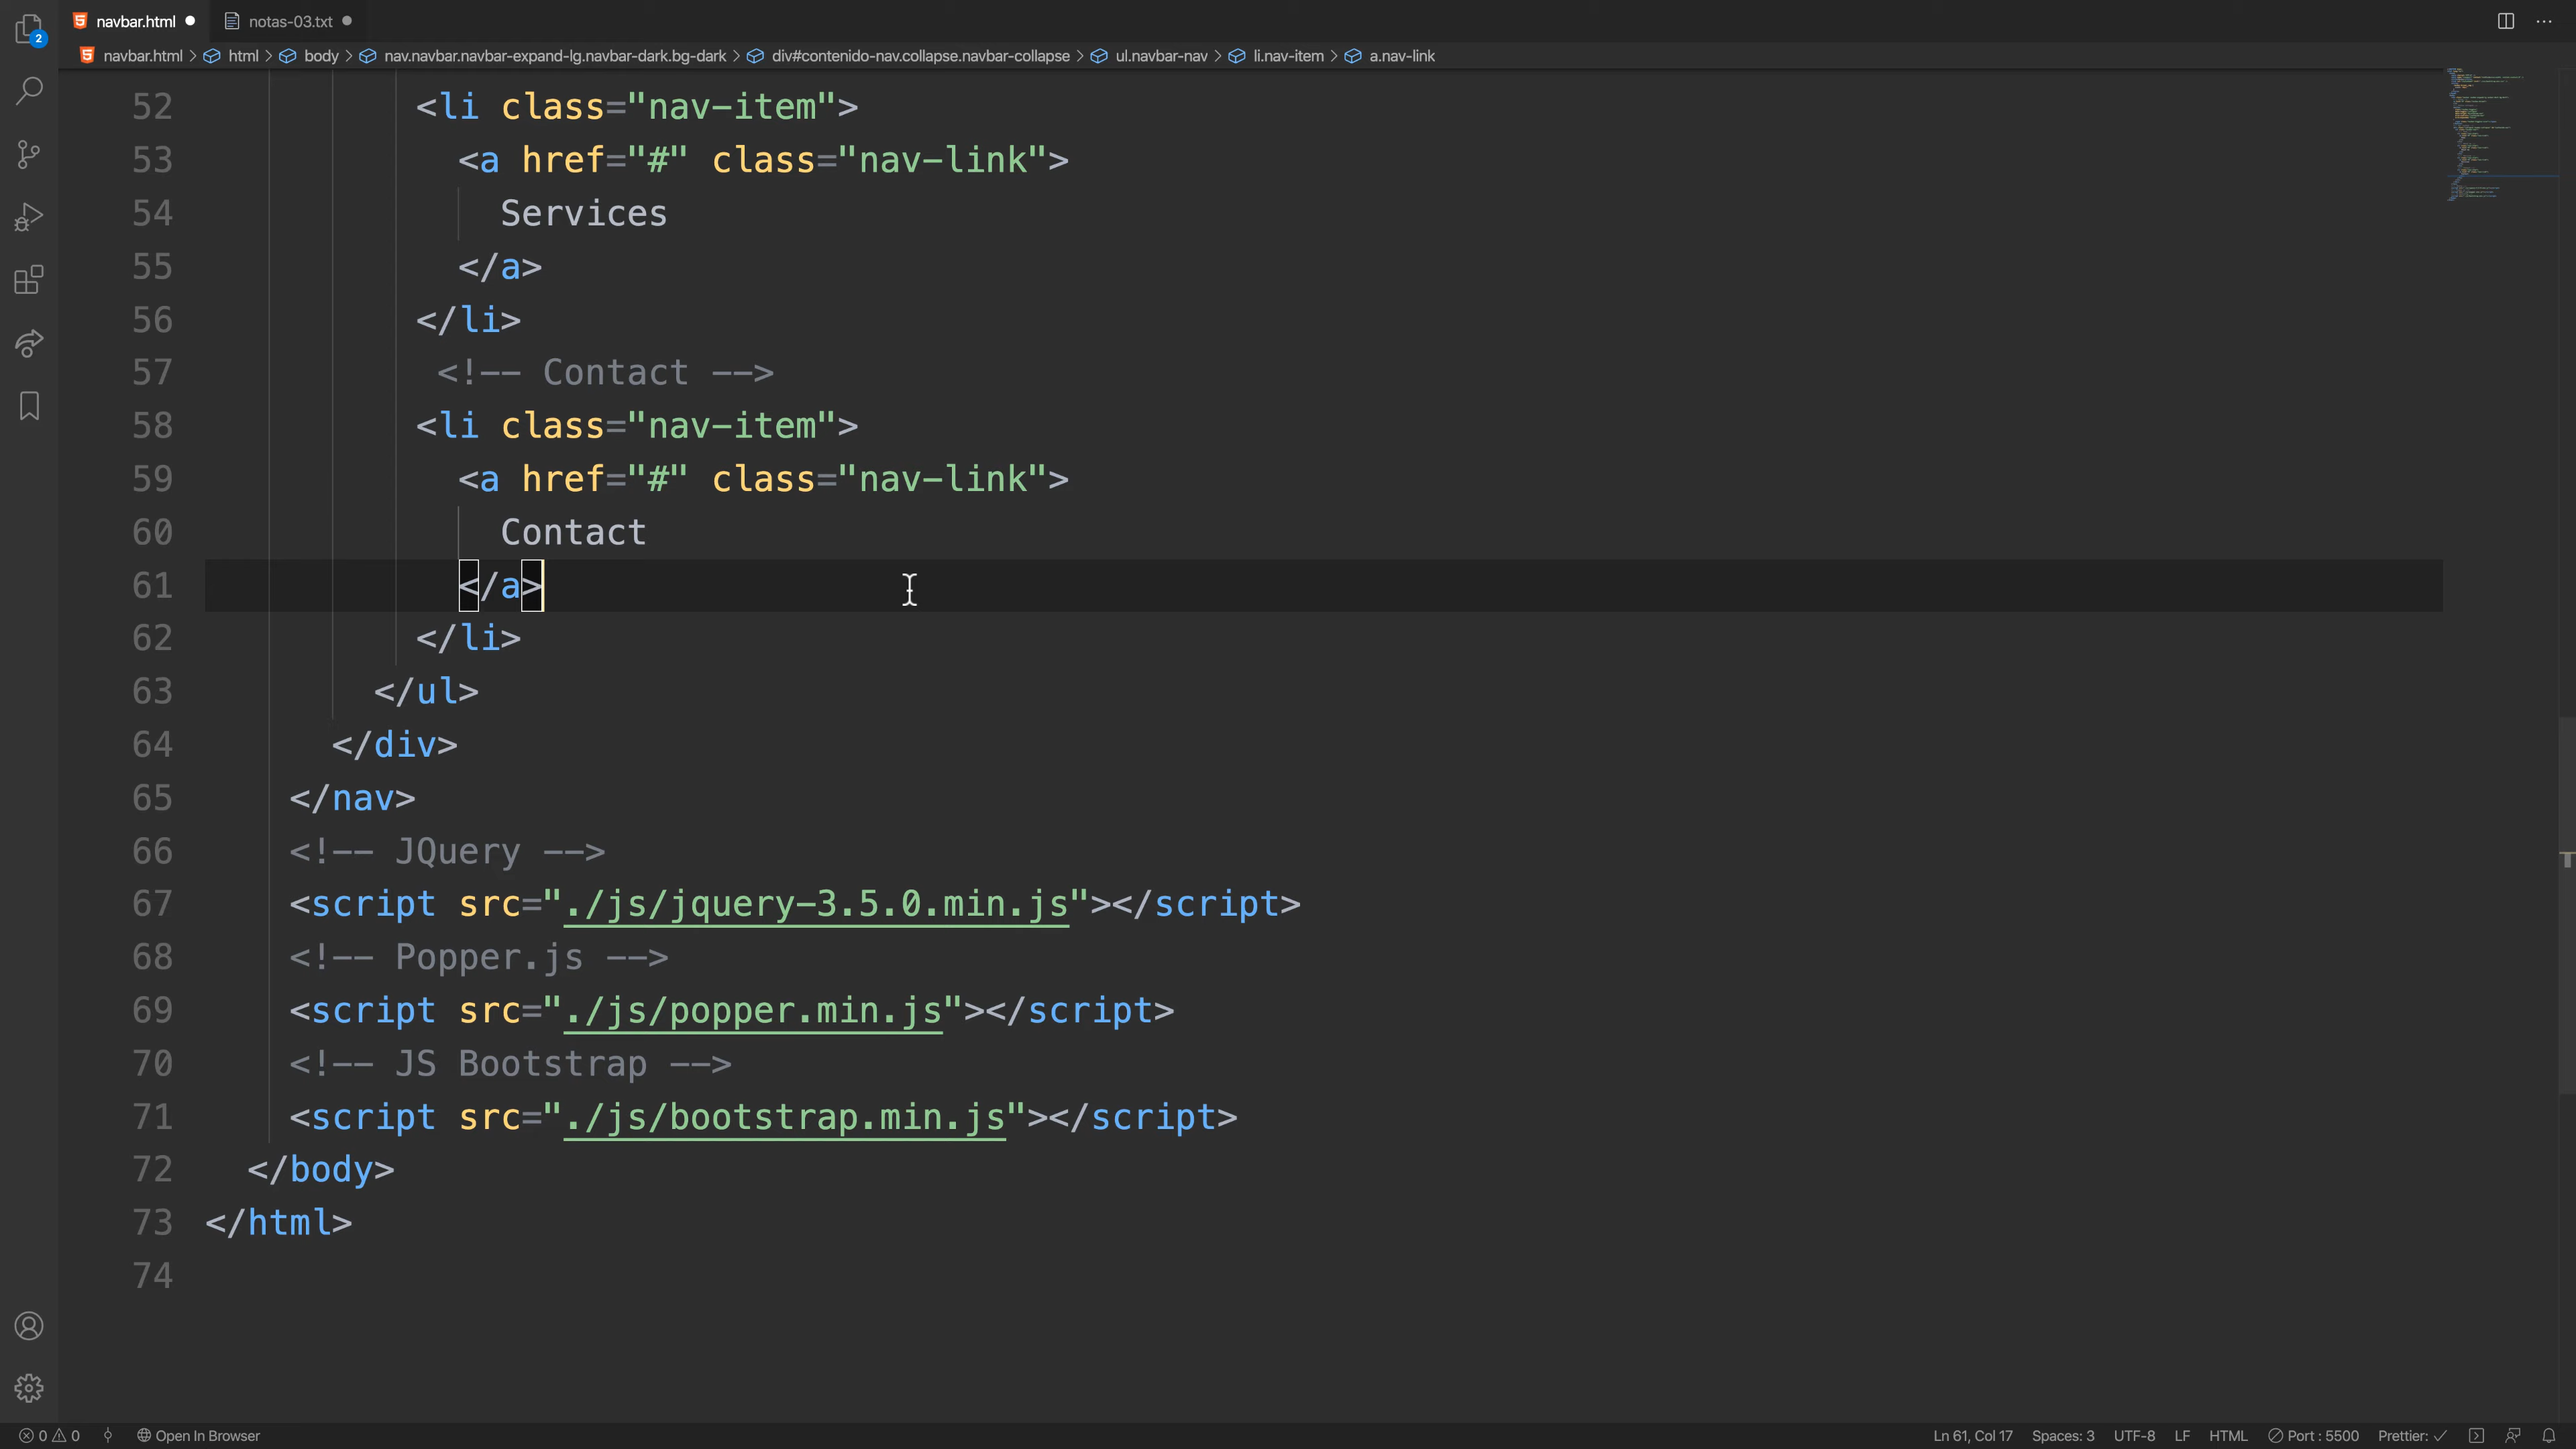 navbar.html
notas-03.txt
navbar.html > html > body > nav.navbar.navbar-expand-lg.navbar-dark.bg-dark > div#contenido-nav.collapse.navbar-collapse > ul.navbar-nav > li.nav-item > a.nav-link
2
52 <li class="nav-item">
53 <a href="#" class="nav-link">
54 Services
55 </a>
56 </li>
57 <!-- Contact -->
58 <li class="nav-item">
59 <a href="#" class="nav-link">
60 Contact
61 </a>
62 </li>
63 </ul>
64 </div>
65 </nav>
66 <!-- JQuery -->
67 <script src="./js/jquery-3.5.0.min.js"></script>
68 <!-- Popper.js -->
69 <script src="./js/popper.min.js"></script>
70 <!-- JS Bootstrap -->
71 <script src="./js/bootstrap.min.js"></script>
72 </body>
73 </html>
74
0 0 Open In Browser Ln 61, Col 17 Spaces: 3 UTF-8 LF HTML Port : 5500 Prettier: ✓